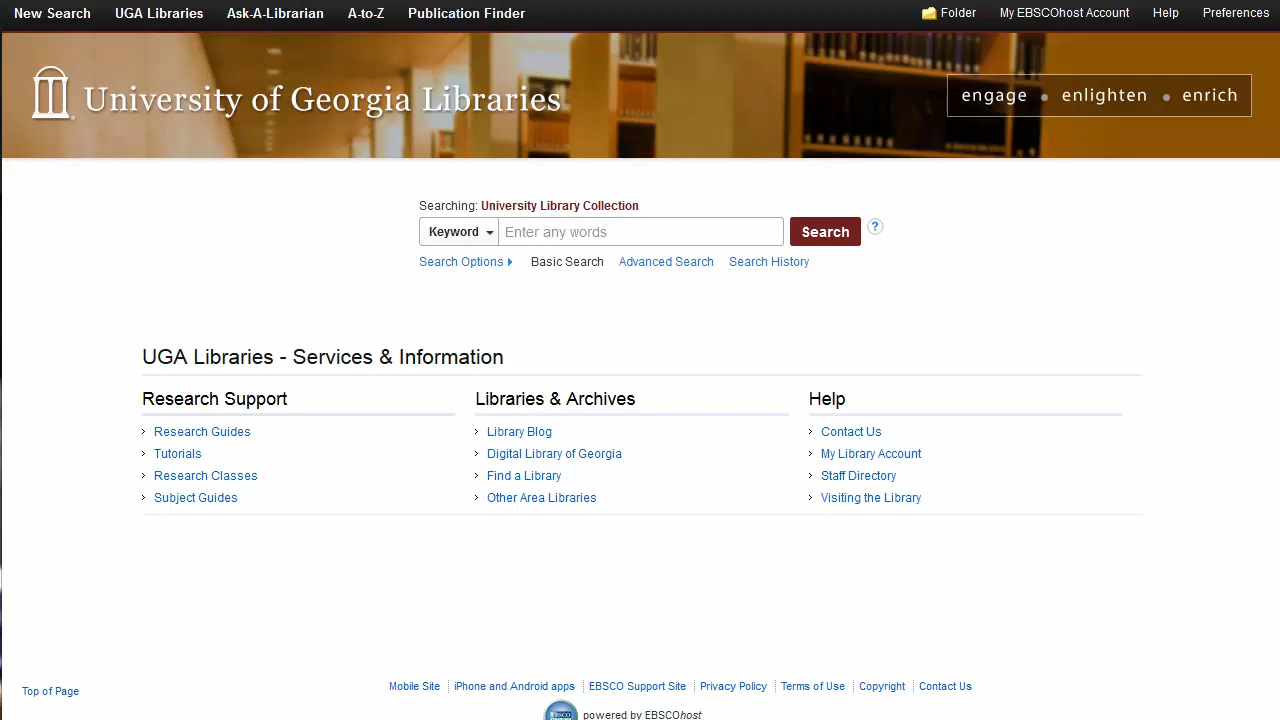 New Search UGA Libraries Ask-A-Librarian A-to-Z Publication Finder Folder My EBSCOhost Account Help Preferences
University of Georgia Libraries
engage • enlighten • enrich
Searching: University Library Collection
Keyword Enter any words Search ?
Search Options Basic Search Advanced Search Search History
UGA Libraries - Services & Information
Research Support Libraries & Archives Help
Research Guides Library Blog Contact Us
Tutorials Digital Library of Georgia My Library Account
Research Classes Find a Library Staff Directory
Subject Guides Other Area Libraries Visiting the Library
Top of Page Mobile Site iPhone and Android apps EBSCO Support Site Privacy Policy Terms of Use Copyright Contact Us
EBSCO powered by EBSCOhost